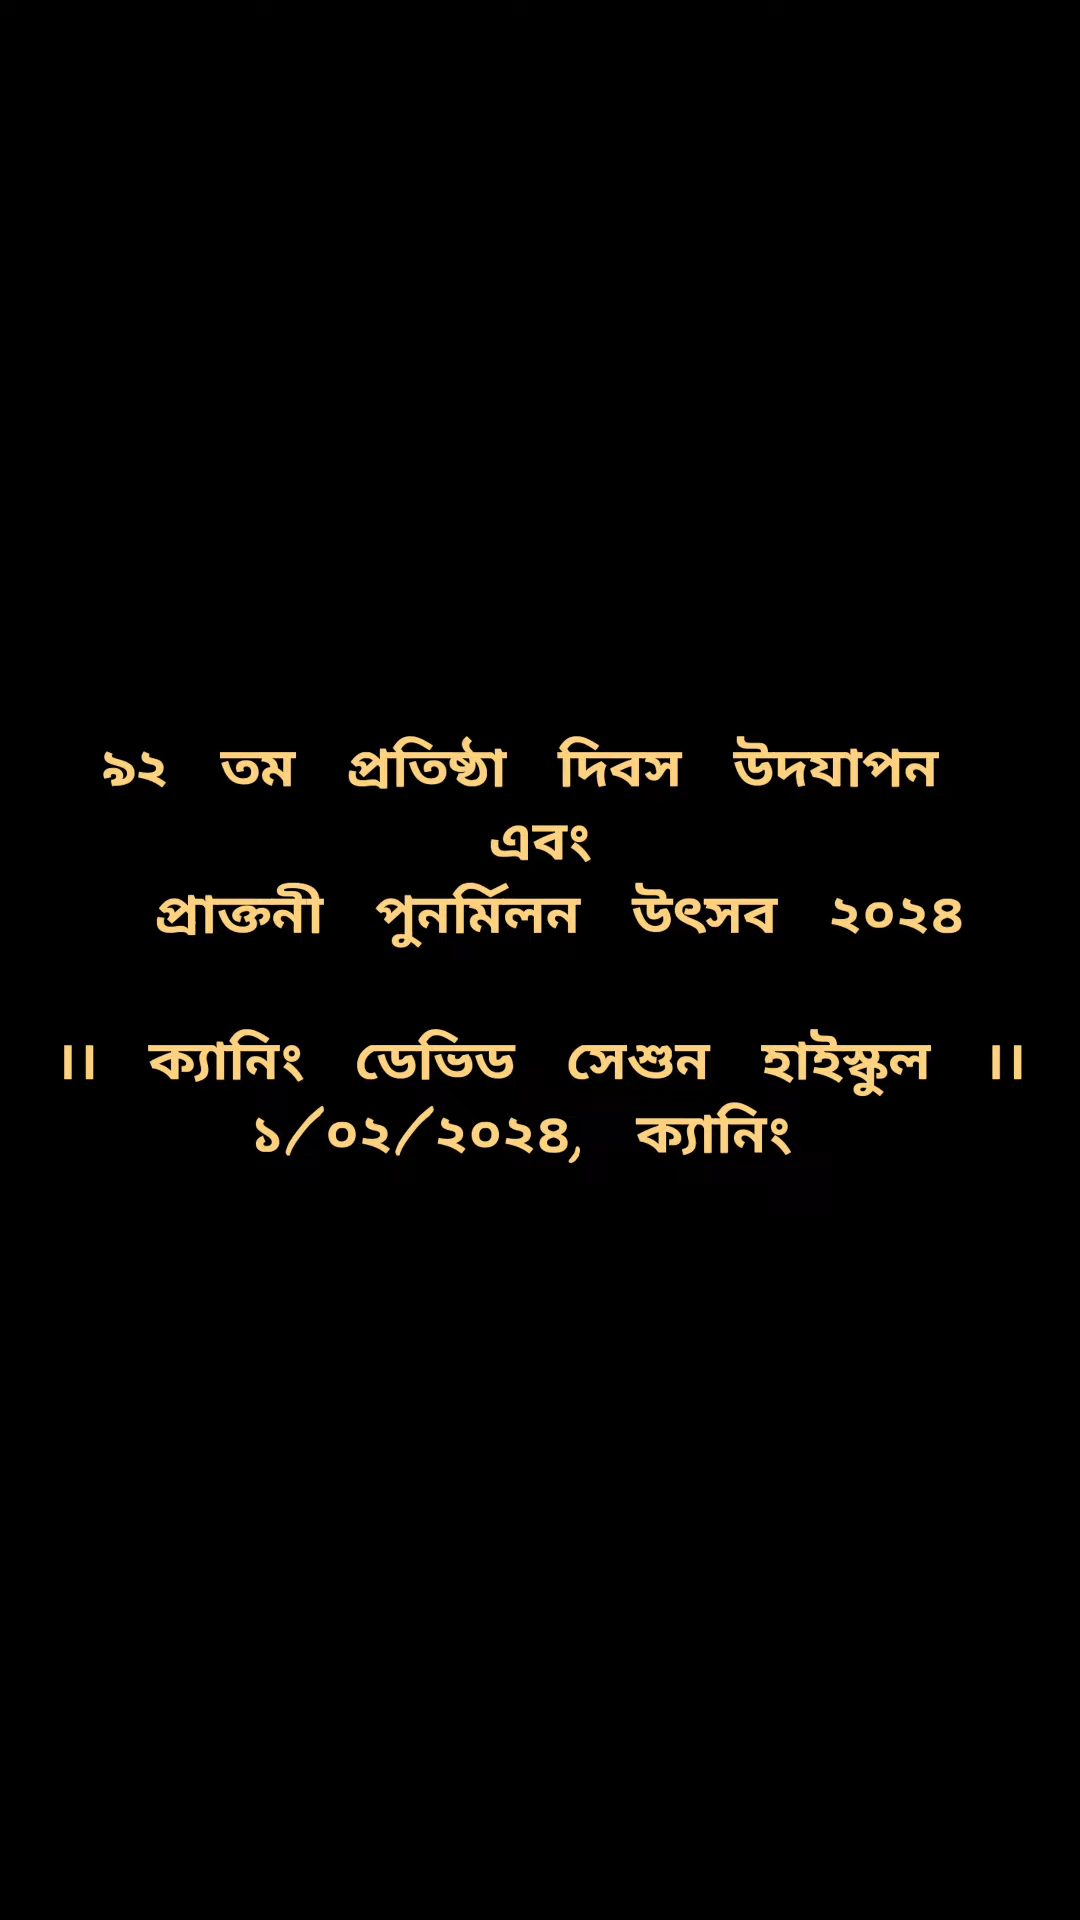 ৯২ তম প্রতিষ্ঠা দিবস উদযাপন
এবং
প্রাক্তনী পুনর্মিলন উৎসব ২০২৪
।। ক্যানিং ডেভিড সেশুন হাইস্কুল ।।
১/০২/২০২৪, ক্যানিং